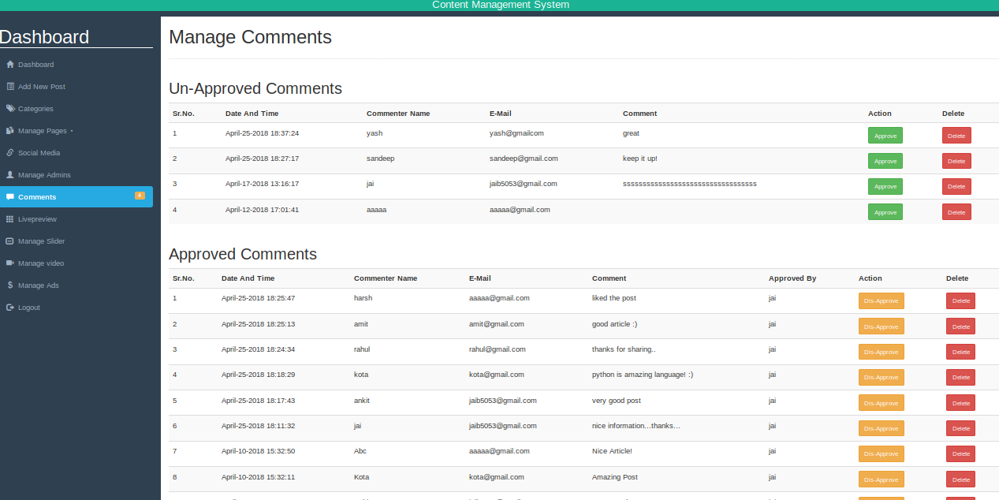 Content Management System
Dashboard
Dashboard
Add New Post
Categories
Manage Pages
Social Media
Manage Admins
Comments 4
Livepreview
Manage Slider
Manage video
Manage Ads
Logout
Manage Comments
Un-Approved Comments
Sr.No. Date And Time Commenter Name E-Mail Comment Action Delete
1 April-25-2018 18:37:24 yash yash@gmailcom great Approve Delete
2 April-25-2018 18:27:17 sandeep sandeep@gmail.com keep it up! Approve Delete
3 April-17-2018 13:16:17 jai jaib5053@gmail.com ssssssssssssssssssssssssssssssssss Approve Delete
4 April-12-2018 17:01:41 aaaaa aaaaa@gmail.com Approve Delete
Approved Comments
Sr.No. Date And Time Commenter Name E-Mail Comment Approved By Action Delete
1 April-25-2018 18:25:47 harsh aaaaa@gmail.com liked the post jai Dis-Approve Delete
2 April-25-2018 18:25:13 amit amit@gmail.com good article :) jai Dis-Approve Delete
3 April-25-2018 18:24:34 rahul rahul@gmail.com thanks for sharing.. jai Dis-Approve Delete
4 April-25-2018 18:18:29 kota kota@gmail.com python is amazing language! :) jai Dis-Approve Delete
5 April-25-2018 18:17:43 ankit jaib5053@gmail.com very good post jai Dis-Approve Delete
6 April-25-2018 18:11:32 jai jaib5053@gmail.com nice information...thanks... jai Dis-Approve Delete
7 April-10-2018 15:32:50 Abc aaaaa@gmail.com Nice Article! jai Dis-Approve Delete
8 April-10-2018 15:32:11 Kota kota@gmail.com Amazing Post jai Dis-Approve Delete